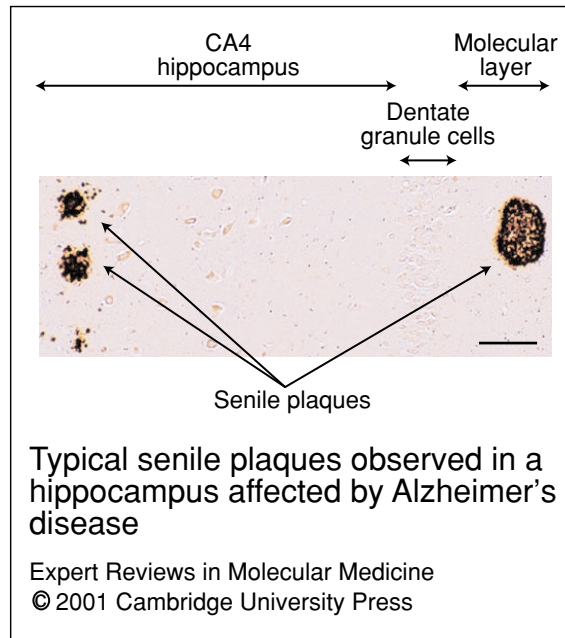 CA4
hippocampus
Molecular
layer
Dentate
granule cells
Senile plaques
Typical senile plaques observed in a
hippocampus affected by Alzheimer’s
disease
Expert Reviews in Molecular Medicine
© 2001 Cambridge University Press